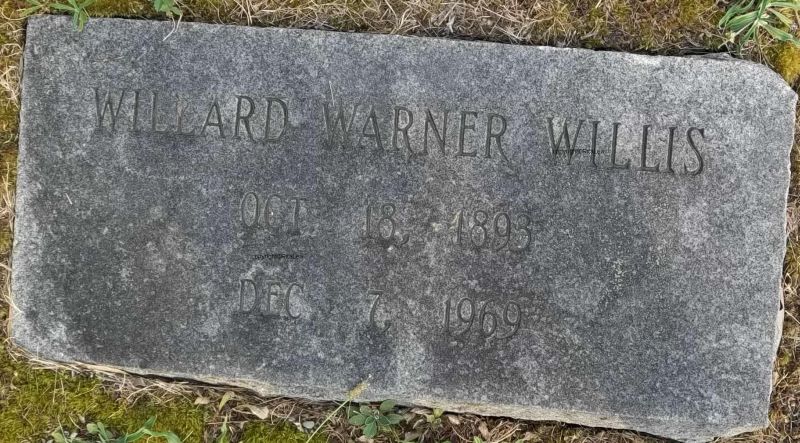 WILLARD WARNER WILLIS
OCT. 18, 1893
DEC. 7, 1969